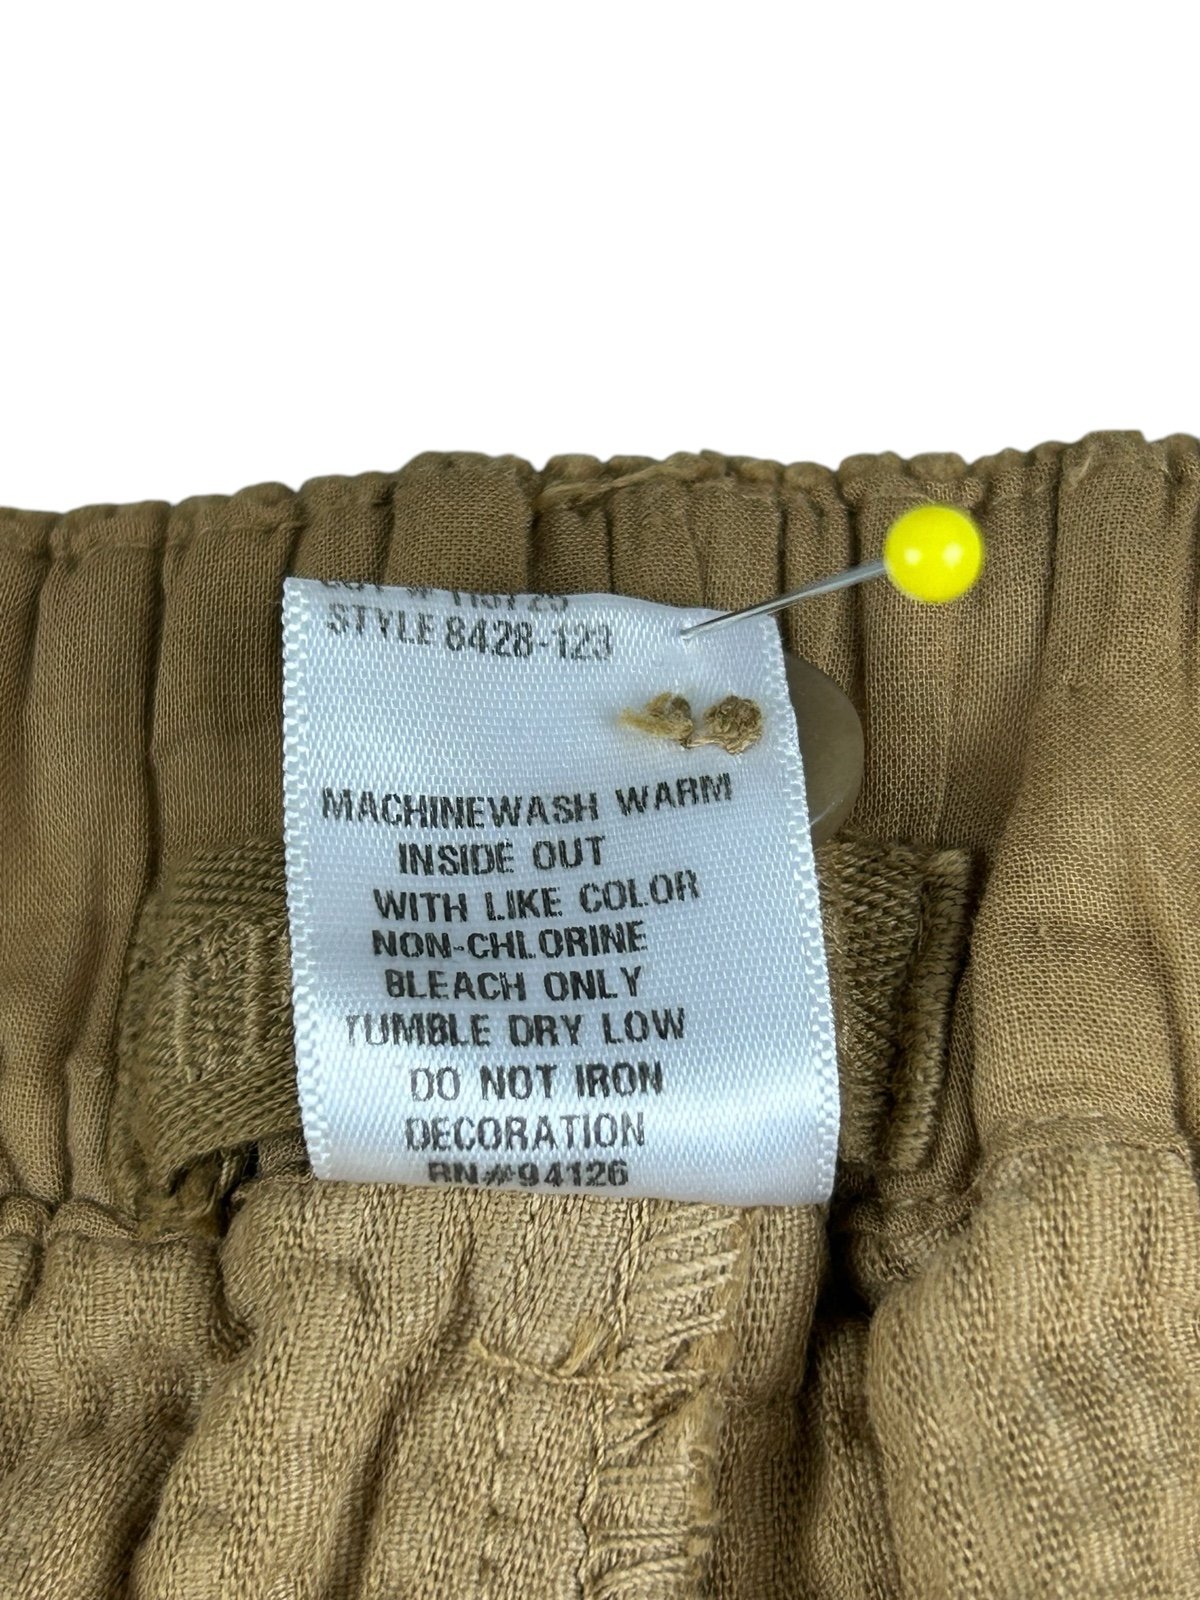 STYLE 8428-123
MACHINEWASH WARM
INSIDE OUT
WITH LIKE COLOR
NON-CHLORINE
BLEACH ONLY
TUMBLE DRY LOW
DO NOT IRON
DECORATION
RN#94126